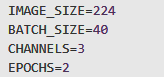 IMAGE_SIZE=224
BATCH_SIZE=40
CHANNELS=3
EPOCHS=2